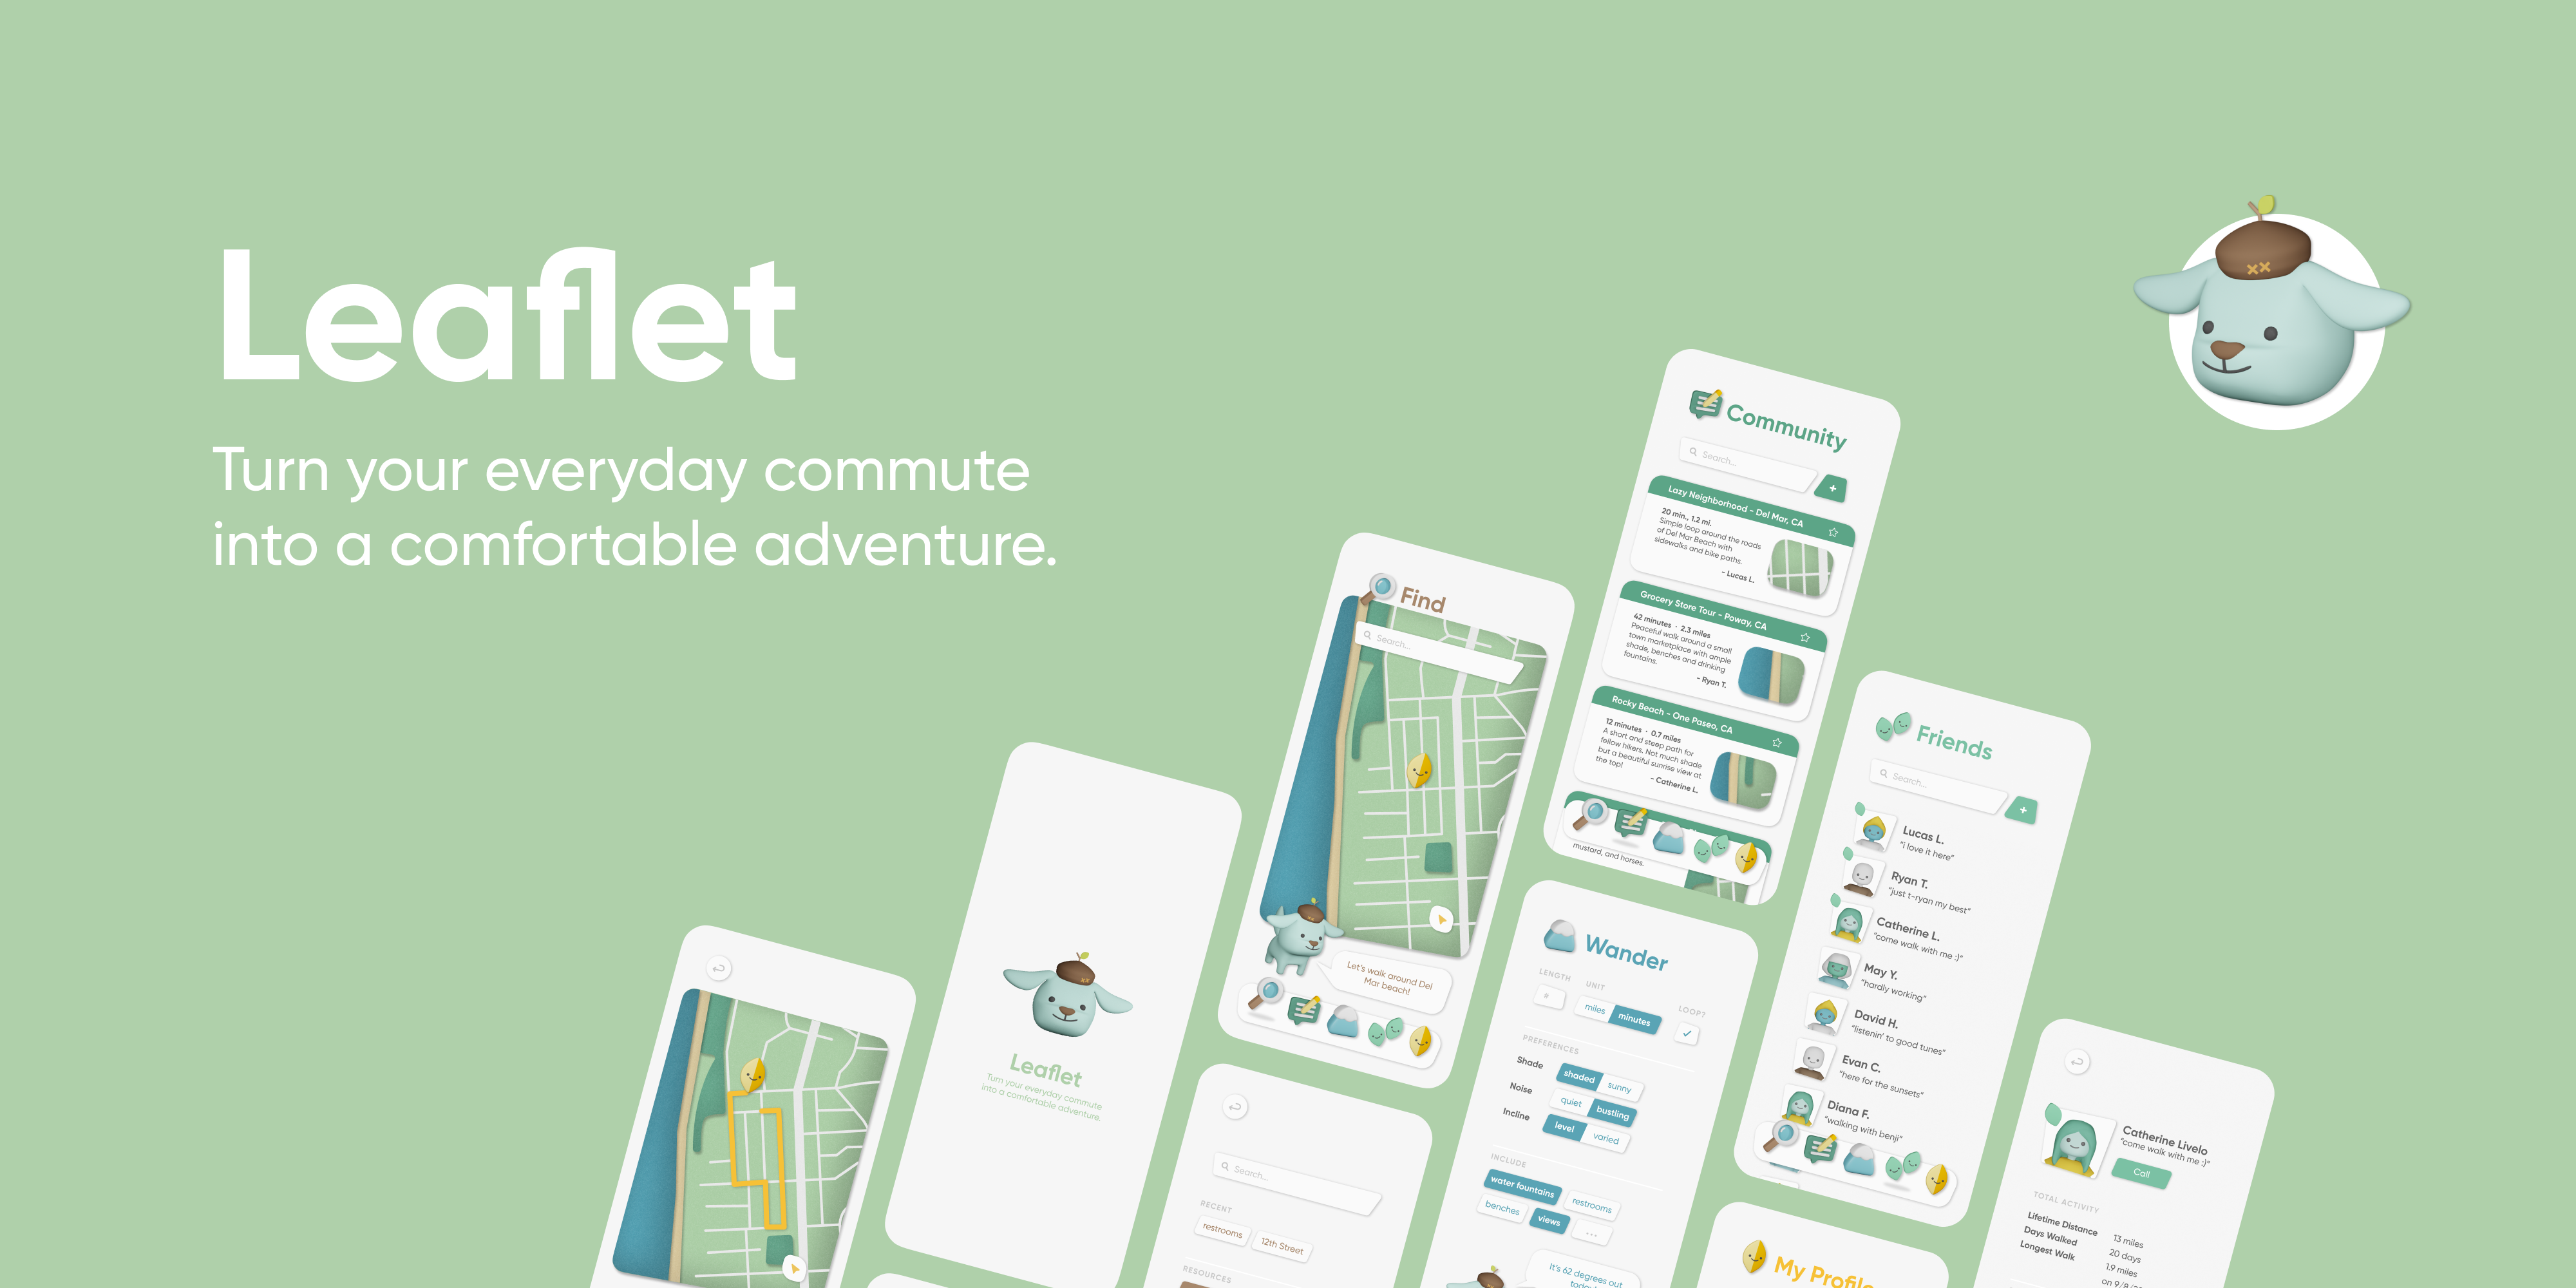 Leaflet
Turn your everyday commute
into a comfortable adventure.
Leaflet
Turn your everyday commute
into a comfortable adventure.
Find
Search...
Let's walk around Del
Mar beach!
Search...
RECENT
restrooms
12th Street
RESOURCES
Community
Search...
+
Lazy Neighborhood - Del Mar, CA
20 min., 1.2 mi.
Simple loop around the roads
of Del Mar Beach with
sidewalks and bike paths.
- Lucas L.
Grocery Store Tour - Poway, CA
42 minutes · 2.3 miles
Peaceful walk around a small
town marketplace with ample
shade, benches and drinking
fountains.
- Ryan T.
Rocky Beach - One Paseo, CA
12 minutes · 0.7 miles
A short and steep path for
fellow hikers. Not much shade
but a beautiful sunrise view at
the top!
- Catherine L.
mustard, and horses.
Wander
LENGTH
UNIT
LOOP?
#
miles
minutes
PREFERENCES
Shade
shaded
sunny
Noise
quiet
bustling
Incline
level
varied
INCLUDE
water fountains
restrooms
benches
views
...
It's 62 degrees out
Friends
Search...
+
Lucas L.
"i love it here"
Ryan T.
"just t-ryan my best"
Catherine L.
"come walk with me :)"
May Y.
"hardly working"
David H.
"listenin' to good tunes"
Evan C.
"here for the sunsets"
Diana F.
"walking with benji"
My Profile
Catherine Livelo
"come walk with me :)"
Call
TOTAL ACTIVITY
Lifetime Distance
13 miles
Days Walked
20 days
Longest Walk
1.9 miles